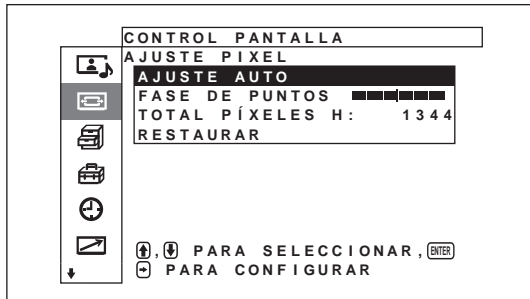 CONTROL PANTALLA
AJUSTE PIXEL
AJUSTE AUTO
FASE DE PUNTOS
TOTAL PÍXELES H: 1344
RESTAURAR
, PARA SELECCIONAR, ENTER
PARA CONFIGURAR